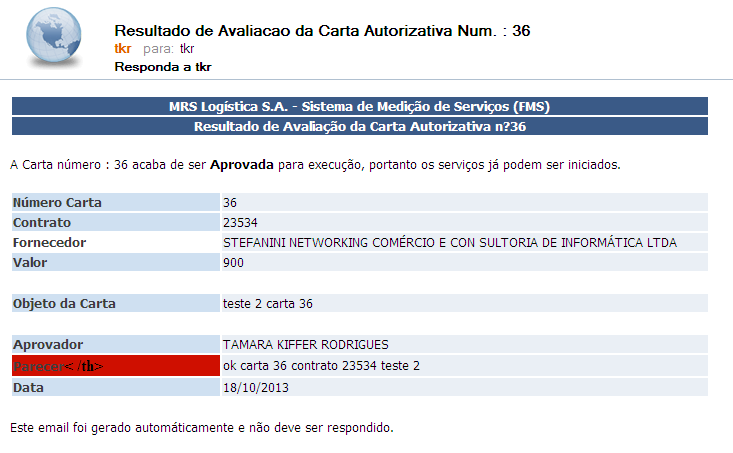 Resultado de Avaliacao da Carta Autorizativa Num. : 36
tkr para: tkr
Responda a tkr
MRS Logística S.A. - Sistema de Medição de Serviços (FMS)
Resultado de Avaliação da Carta Autorizativa n?36
A Carta número : 36 acaba de ser Aprovada para execução, portanto os serviços já podem ser iniciados.
Número Carta 36
Contrato 23534
Fornecedor STEFANINI NETWORKING COMÉRCIO E CON SULTORIA DE INFORMÁTICA LTDA
Valor 900
Objeto da Carta teste 2 carta 36
Aprovador TAMARA KIFFER RODRIGUES
Parecer< /th> ok carta 36 contrato 23534 teste 2
Data 18/10/2013
Este email foi gerado automáticamente e não deve ser respondido.